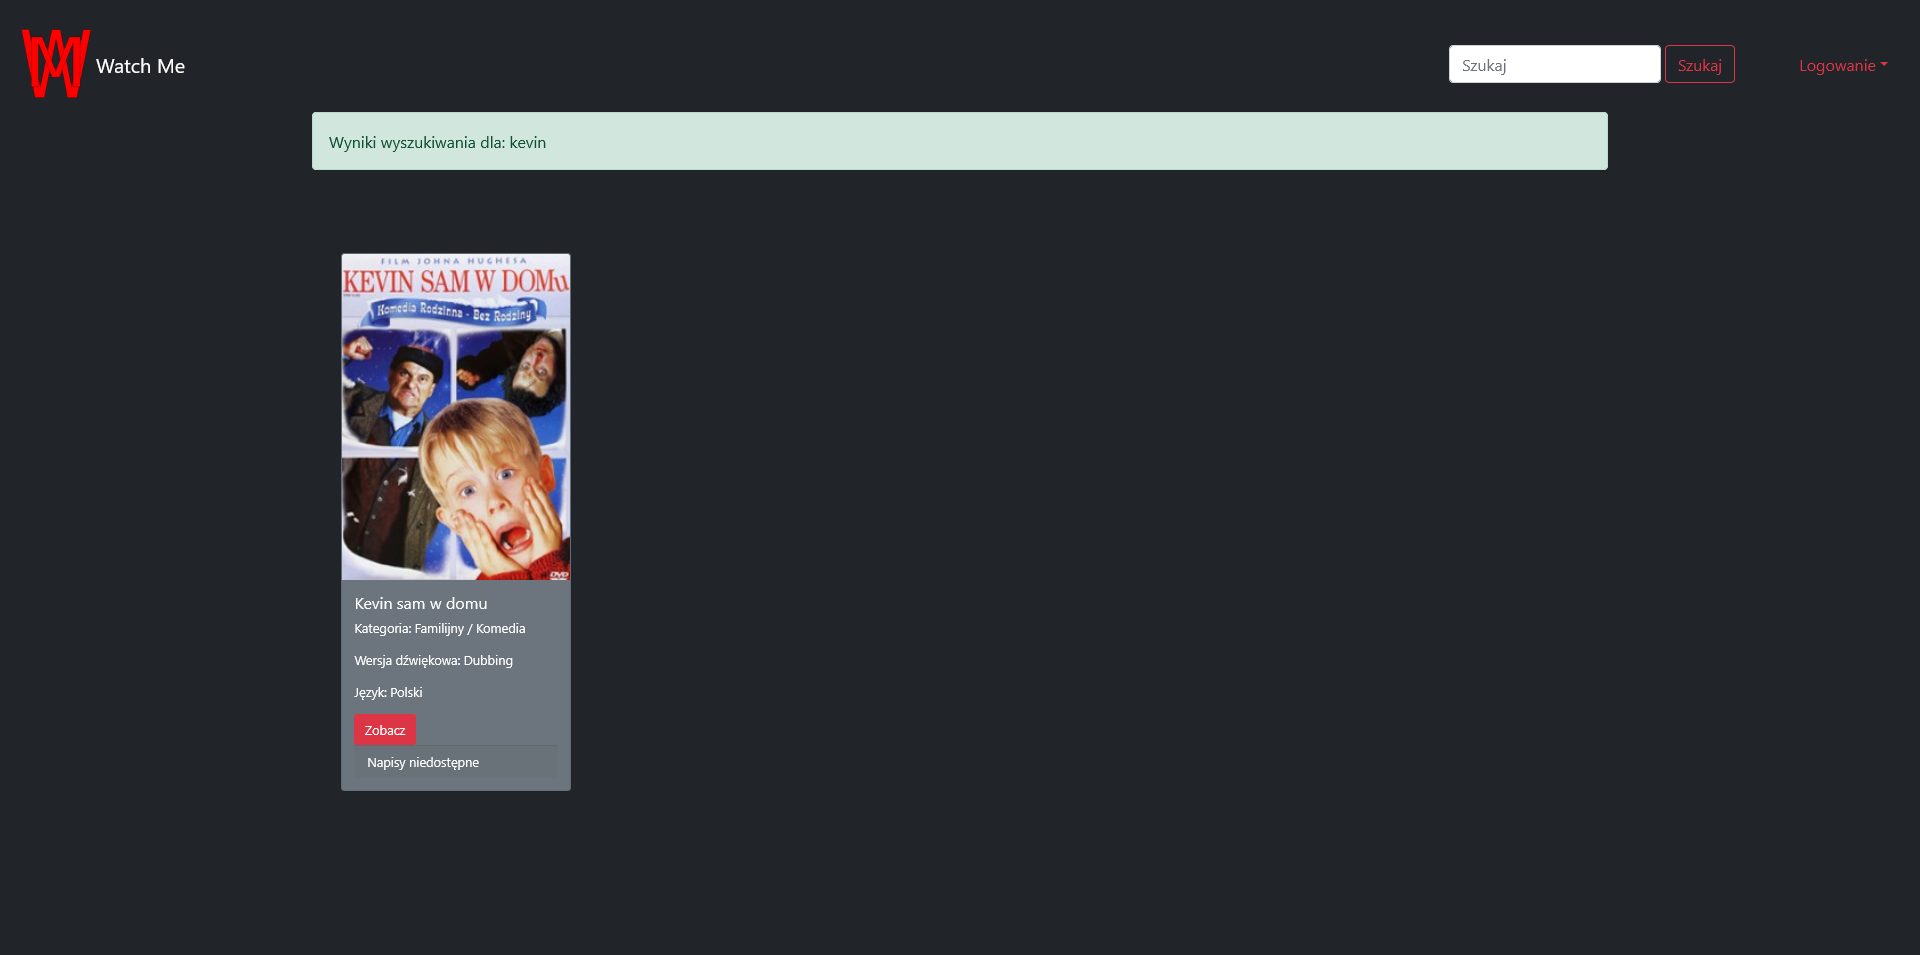 Watch Me
Szukaj
Szukaj
Logowanie
Wyniki wyszukiwania dla: kevin
FILM JOHNA HUGHESA
KEVIN SAM W DOMu
Komedia Rodzinna - Bez Rodziny
DVD
Kevin sam w domu
Kategoria: Familijny / Komedia
Wersja dźwiękowa: Dubbing
Język: Polski
Zobacz
Napisy niedostępne